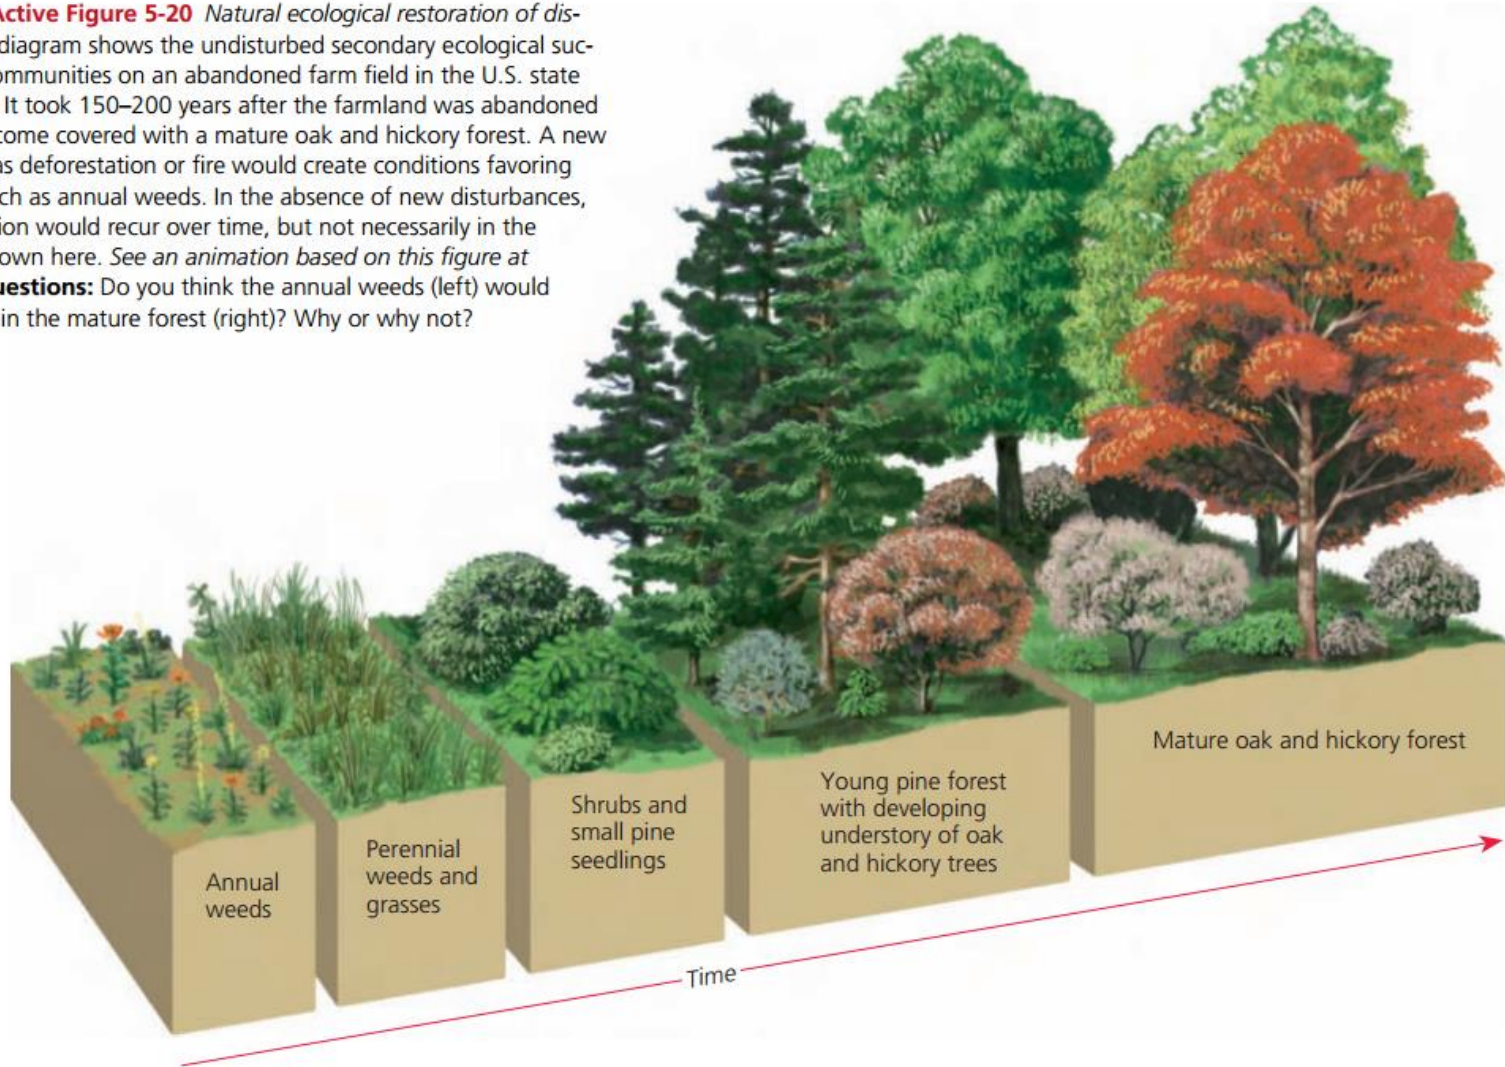 Active Figure 5-20 Natural ecological restoration of dis-
diagram shows the undisturbed secondary ecological suc-
ommunities on an abandoned farm field in the U.S. state
It took 150–200 years after the farmland was abandoned
come covered with a mature oak and hickory forest. A new
as deforestation or fire would create conditions favoring
ch as annual weeds. In the absence of new disturbances,
ion would recur over time, but not necessarily in the
own here. See an animation based on this figure at
uestions: Do you think the annual weeds (left) would
in the mature forest (right)? Why or why not?
Annual
weeds
Perennial
weeds and
grasses
Shrubs and
small pine
seedlings
Young pine forest
with developing
understory of oak
and hickory trees
Mature oak and hickory forest
Time